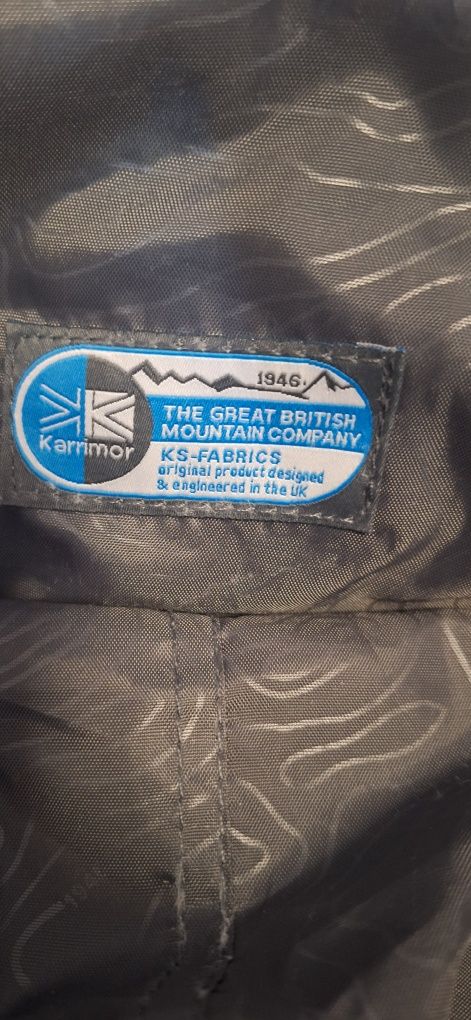 1946
THE GREAT BRITISH
MOUNTAIN COMPANY
Karrimor
KS-FABRICS
original product designed
& engineered in the UK